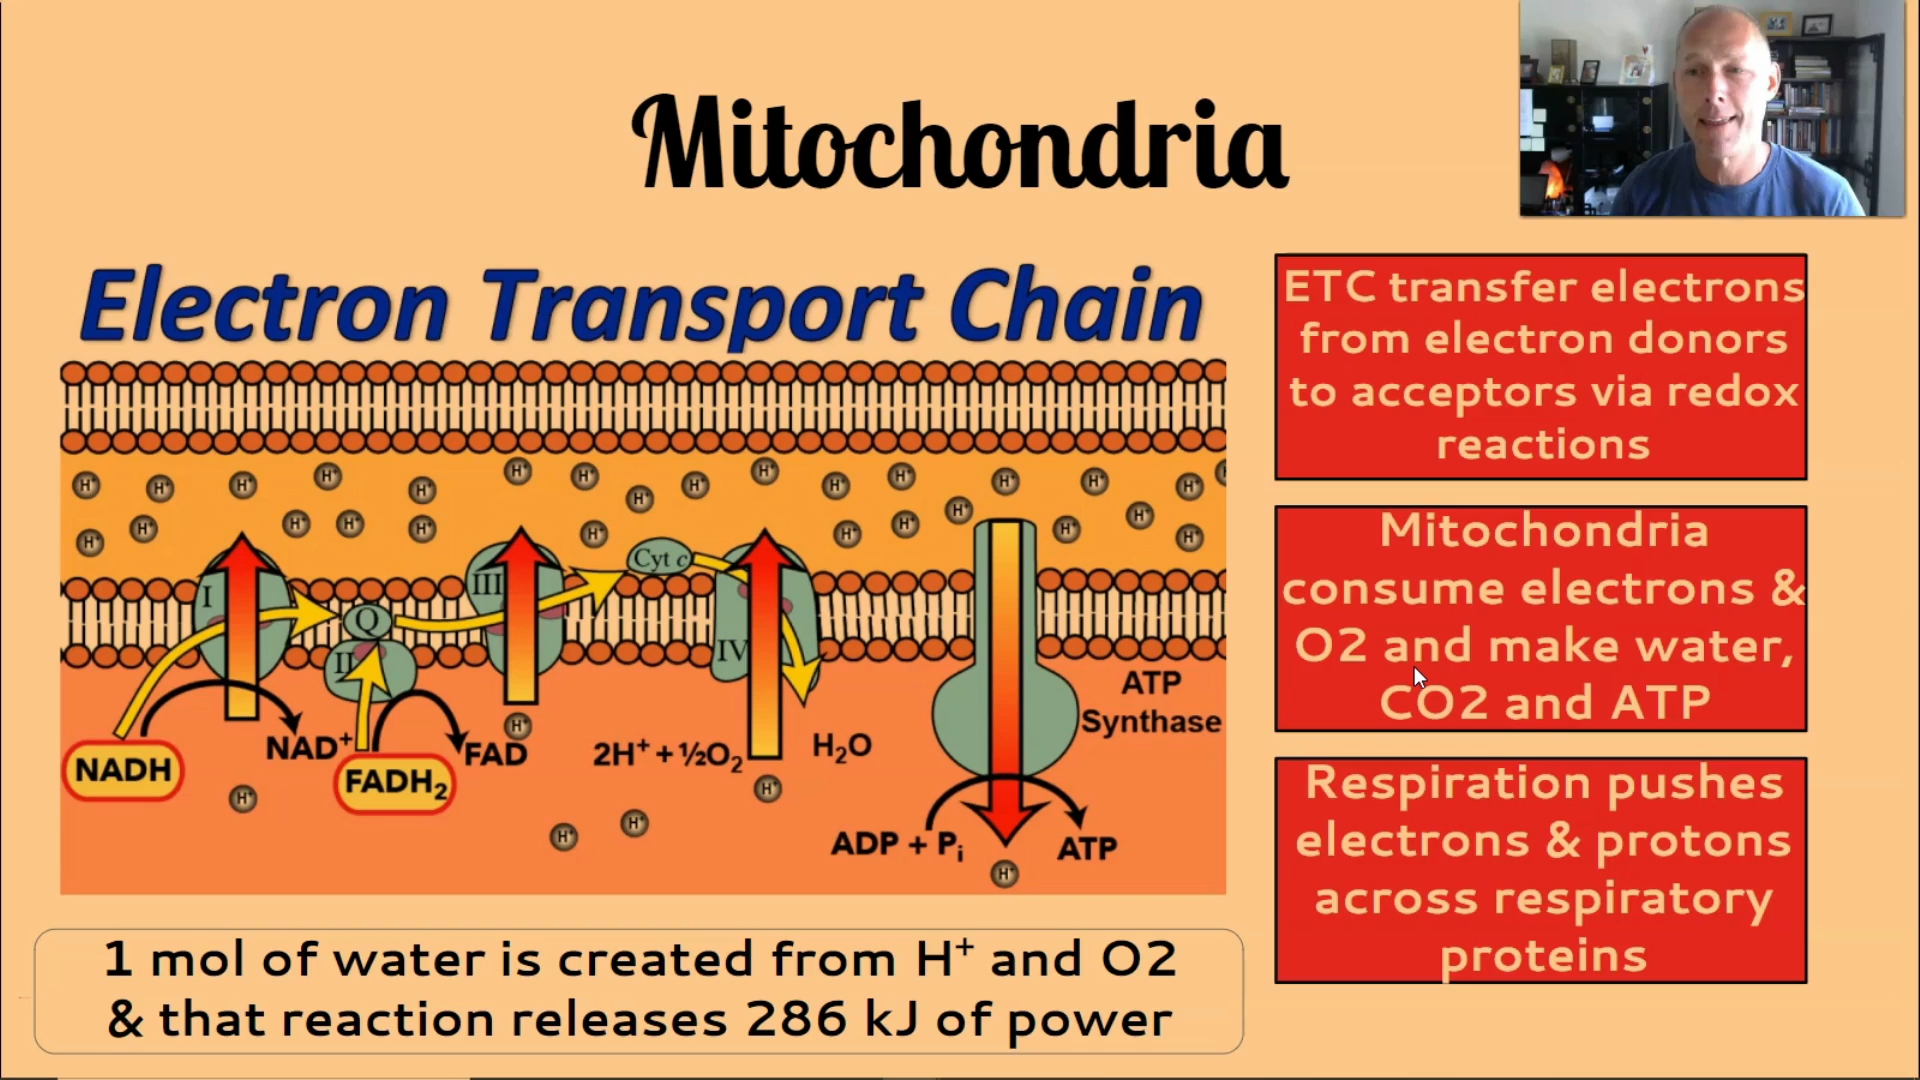 Mitochondria
Electron Transport Chain
H⁺ H⁺ H⁺ H⁺ H⁺ H⁺ H⁺ H⁺ H⁺ H⁺ H⁺ H⁺ H⁺ H⁺ H⁺
H⁺ H⁺ H⁺ H⁺ H⁺ H⁺ H⁺ H⁺ H⁺ H⁺ H⁺ H⁺
I
Q
II
III
Cyt c
IV
NADH
NAD⁺
FADH₂
FAD
H⁺
2H⁺ + ½O₂
H₂O
H⁺
H⁺
H⁺
H⁺
ATP
Synthase
ADP + Pᵢ
ATP
H⁺
1 mol of water is created from H⁺ and O2
& that reaction releases 286 kJ of power
ETC transfer electrons
from electron donors
to acceptors via redox
reactions
Mitochondria
consume electrons &
O2 and make water,
CO2 and ATP
Respiration pushes
electrons & protons
across respiratory
proteins